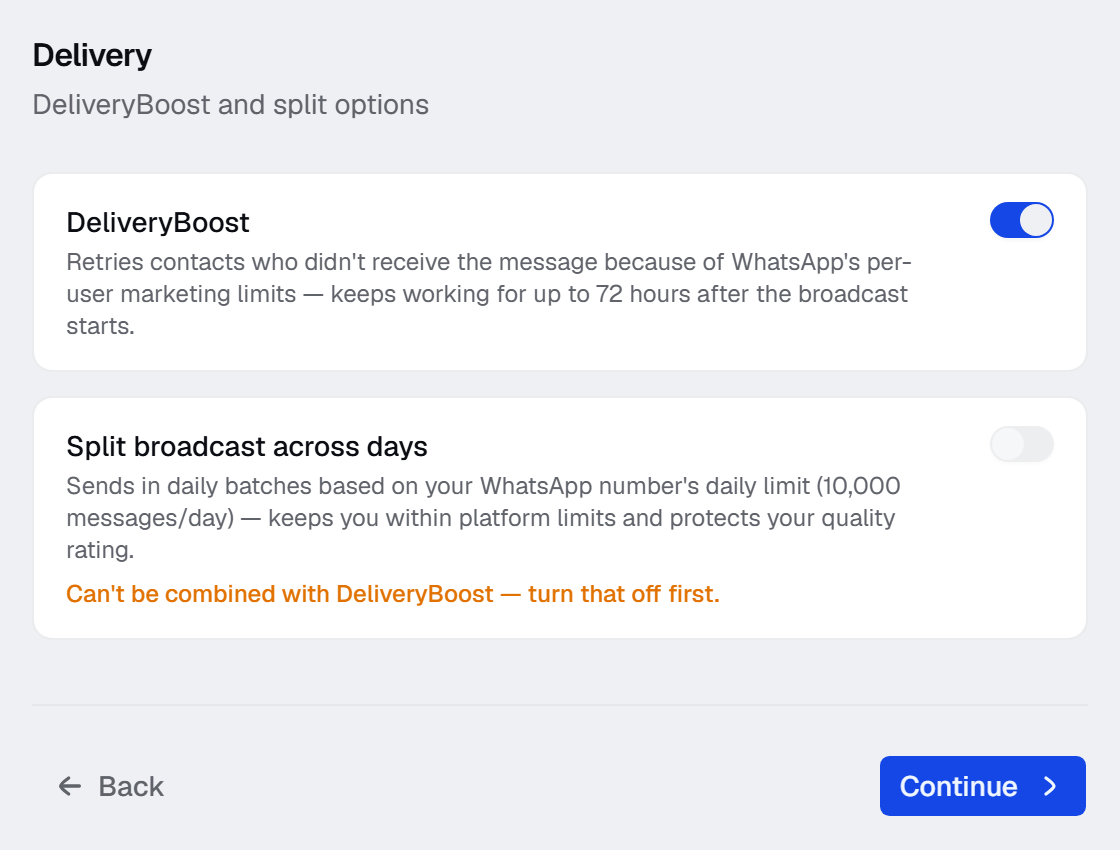 Delivery
DeliveryBoost and split options
DeliveryBoost
Retries contacts who didn't receive the message because of WhatsApp's per-
user marketing limits — keeps working for up to 72 hours after the broadcast
starts.
Split broadcast across days
Sends in daily batches based on your WhatsApp number's daily limit (10,000
messages/day) — keeps you within platform limits and protects your quality
rating.
Can't be combined with DeliveryBoost — turn that off first.
Back
Continue